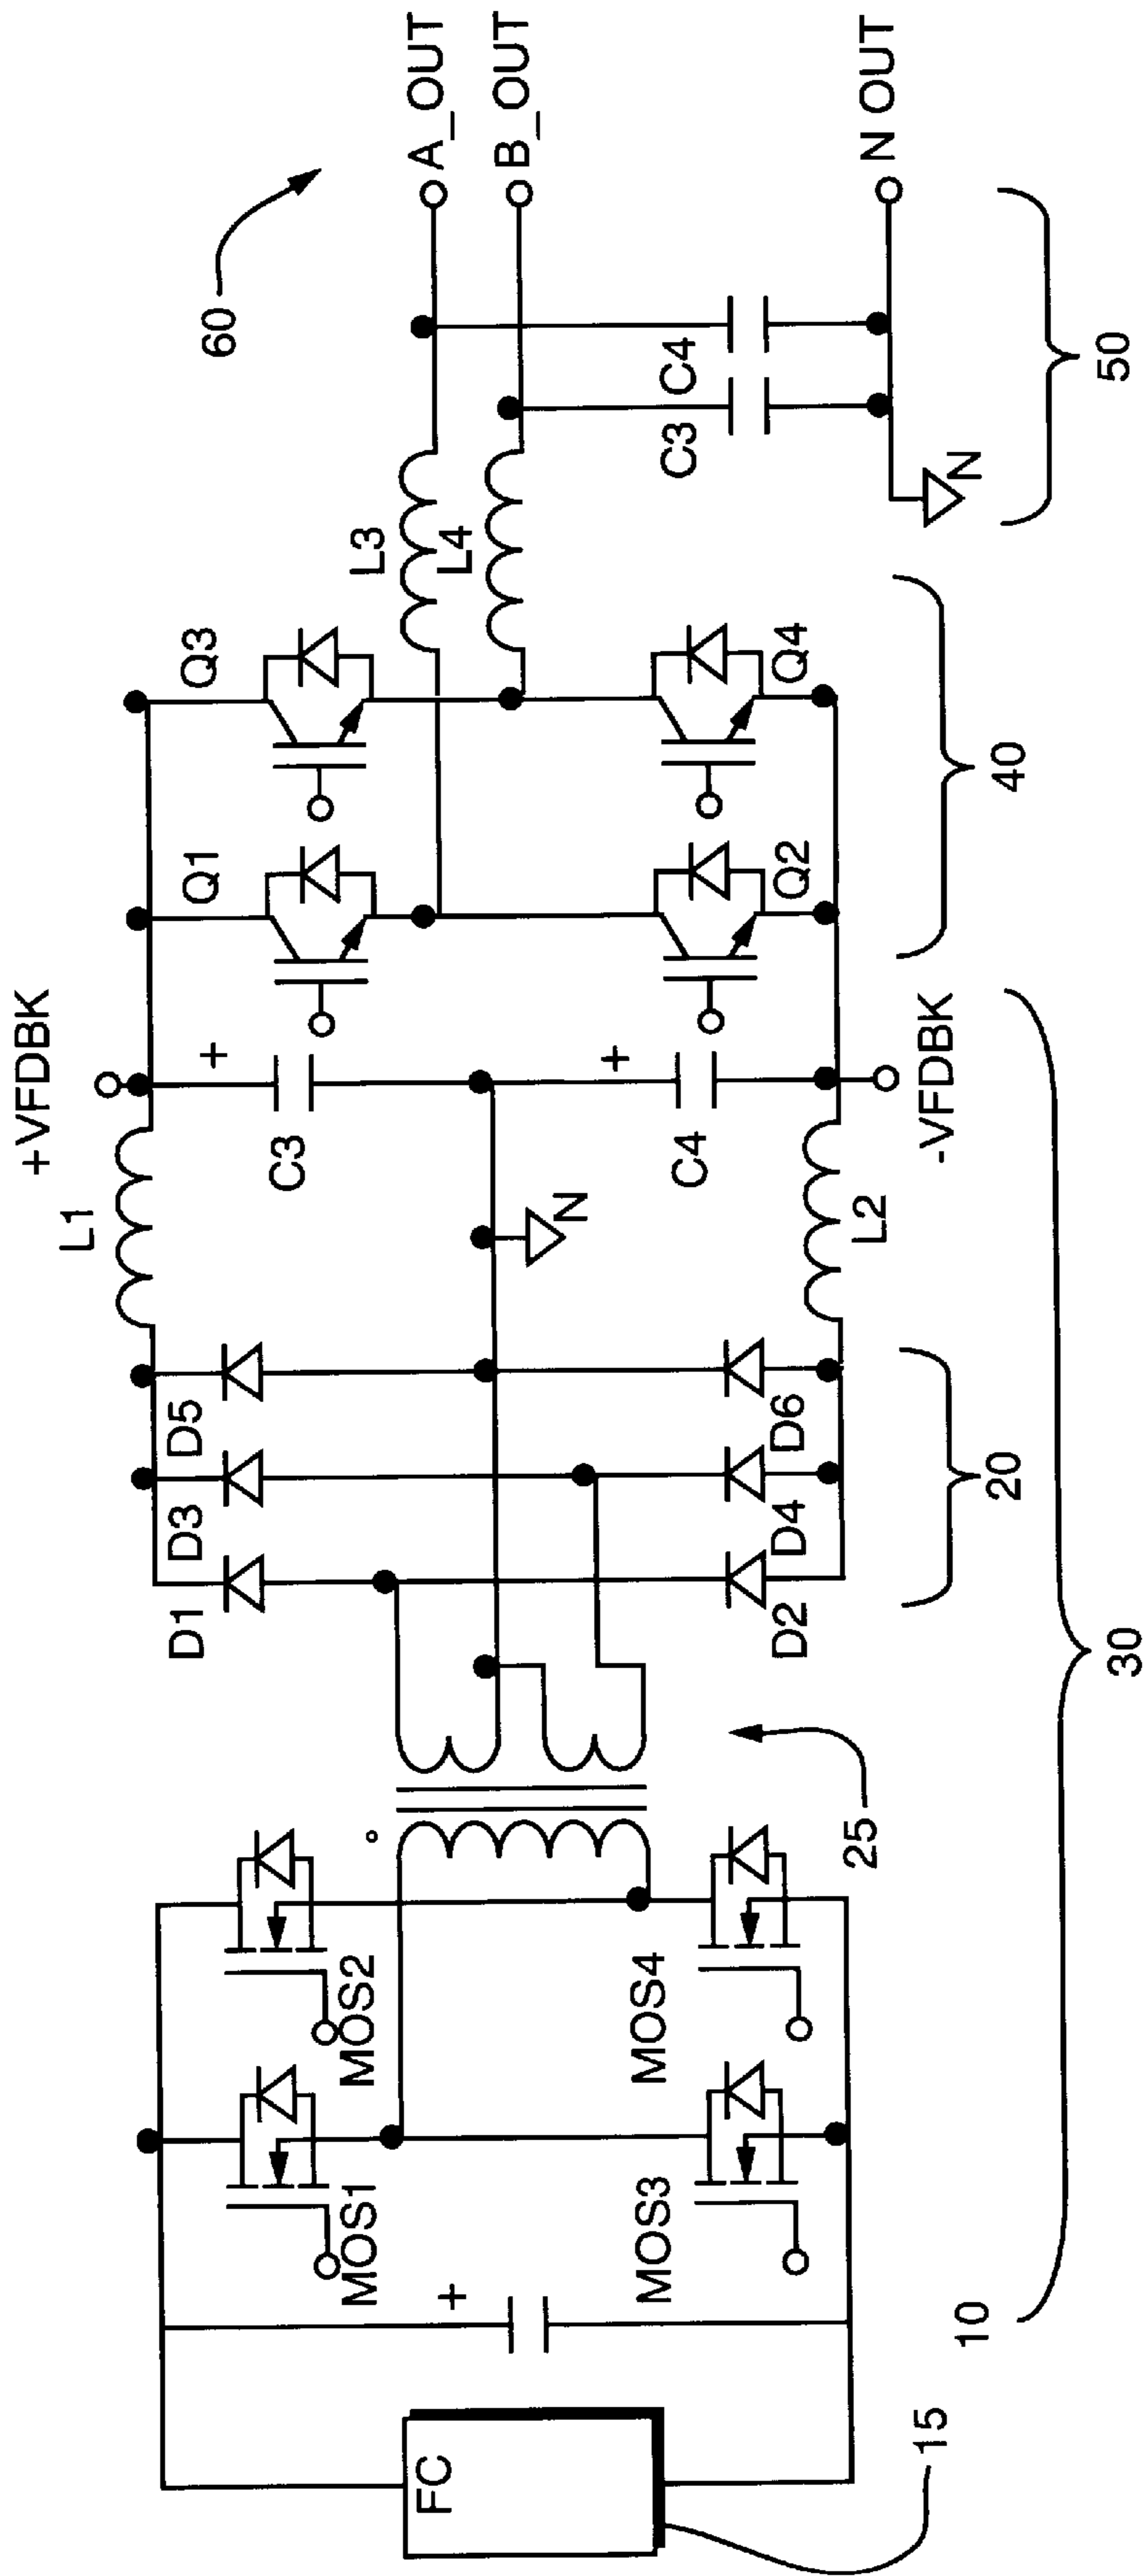 60
A_OUT
B_OUT
N OUT
+VFDBK
L1
Q1
Q3
L3
L4
C3
+
C4
+
N
Q2
Q4
C3
C4
N
50
40
-VFDBK
L2
D1
D3
D5
D2
D4
D6
20
30
25
MOS1
MOS2
MOS3
MOS4
+
FC
15
10